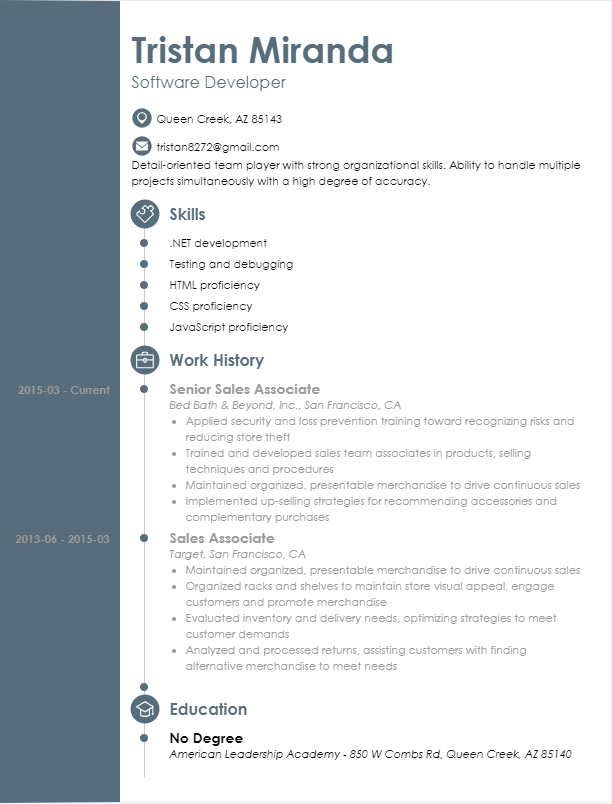 Tristan Miranda
Software Developer
Queen Creek, AZ 85143
tristan8272@gmail.com
Detail-oriented team player with strong organizational skills. Ability to handle multiple
projects simultaneously with a high degree of accuracy.
Skills
.NET development
Testing and debugging
HTML proficiency
CSS proficiency
JavaScript proficiency
Work History
2015-03 - Current
Senior Sales Associate
Bed Bath & Beyond, Inc., San Francisco, CA
Applied security and loss prevention training toward recognizing risks and
reducing store theft
Trained and developed sales team associates in products, selling
techniques and procedures
Maintained organized, presentable merchandise to drive continuous sales
Implemented up-selling strategies for recommending accessories and
complementary purchases
2013-06 - 2015-03
Sales Associate
Target, San Francisco, CA
Maintained organized, presentable merchandise to drive continuous sales
Organized racks and shelves to maintain store visual appeal, engage
customers and promote merchandise
Evaluated inventory and delivery needs, optimizing strategies to meet
customer demands
Analyzed and processed returns, assisting customers with finding
alternative merchandise to meet needs
Education
No Degree
American Leadership Academy - 850 W Combs Rd, Queen Creek, AZ 85140